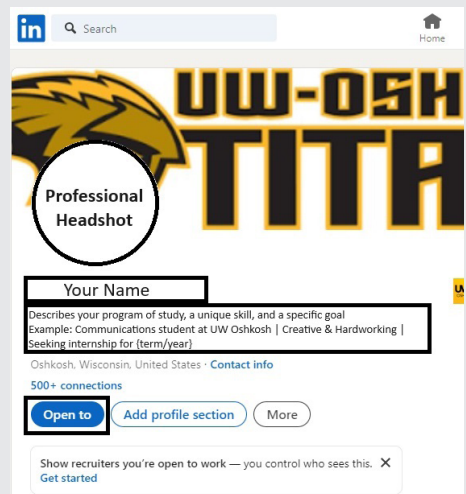 in
Search
Home
UW-OSH
TITA
Professional
Headshot
Your Name
Describes your program of study, a unique skill, and a specific goal
Example: Communications student at UW Oshkosh | Creative & Hardworking |
Seeking internship for {term/year}
Oshkosh, Wisconsin, United States · Contact info
500+ connections
Open to
Add profile section
More
Show recruiters you're open to work — you control who sees this.
Get started